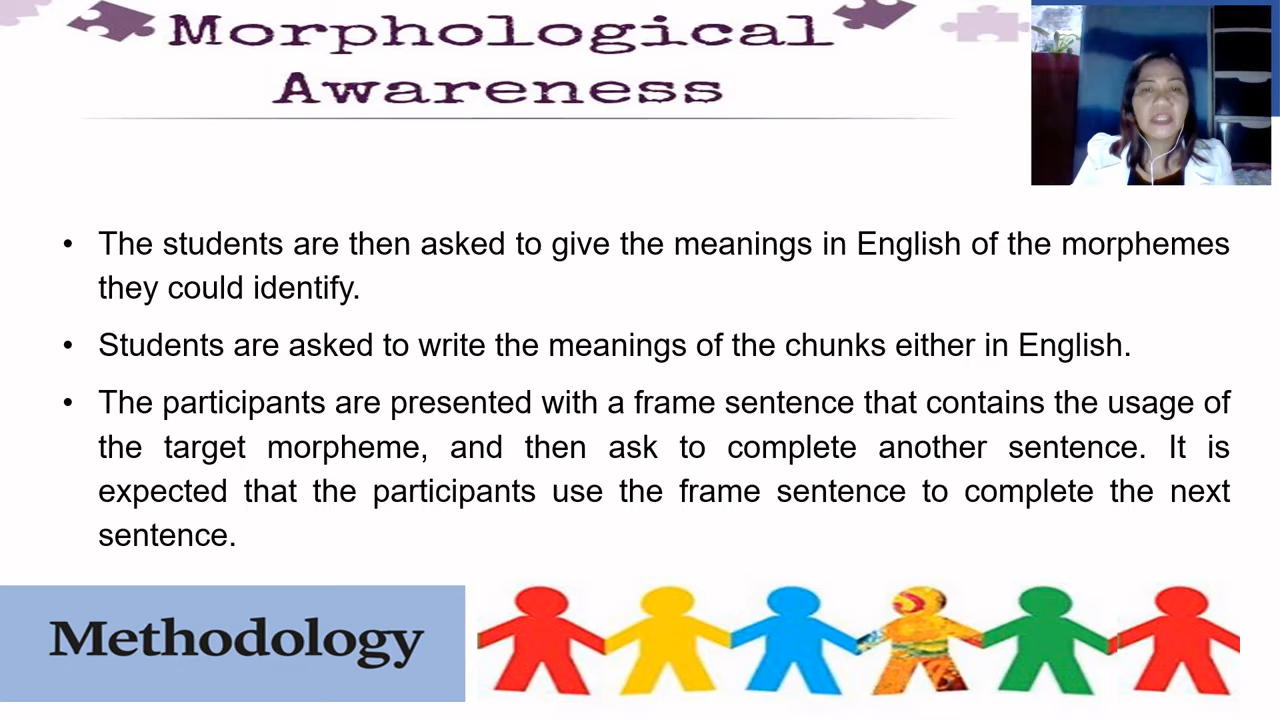 Morphological
Awareness
• The students are then asked to give the meanings in English of the morphemes
they could identify.
• Students are asked to write the meanings of the chunks either in English.
• The participants are presented with a frame sentence that contains the usage of
the target morpheme, and then ask to complete another sentence. It is
expected that the participants use the frame sentence to complete the next
sentence.
Methodology